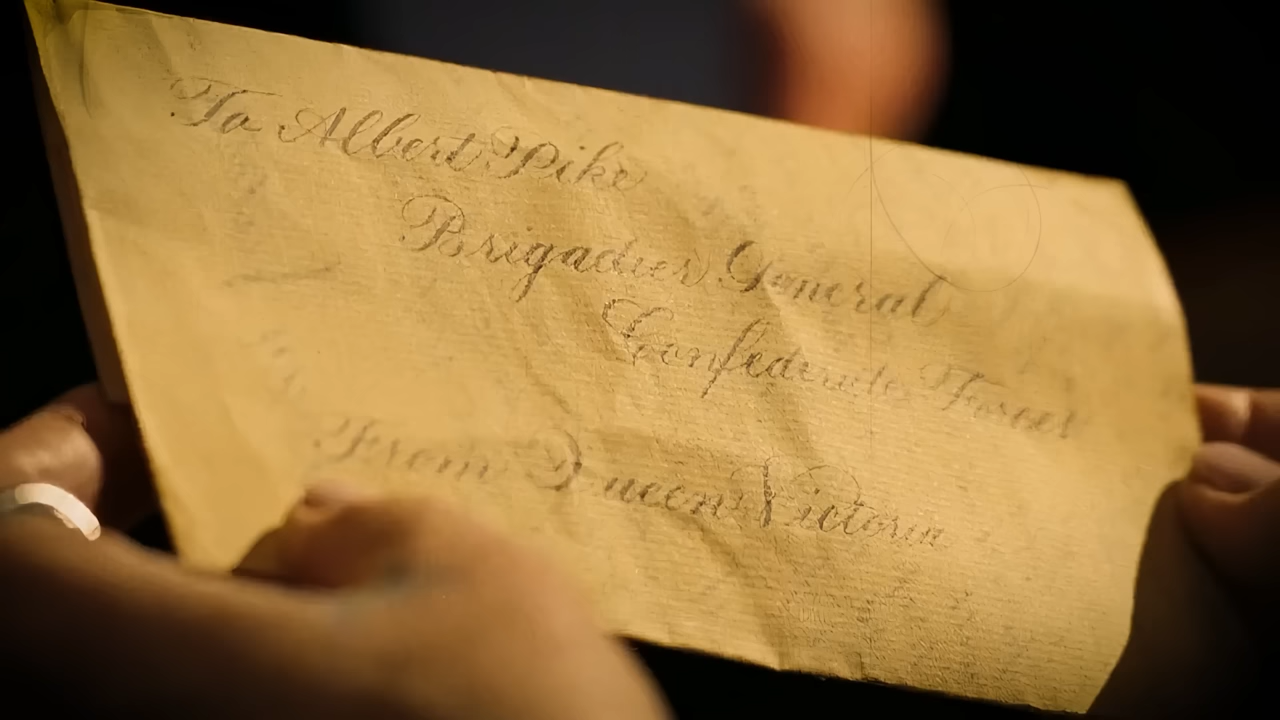 To Albert Pike
Brigadier General
Confederate Forces
From Queen Victoria